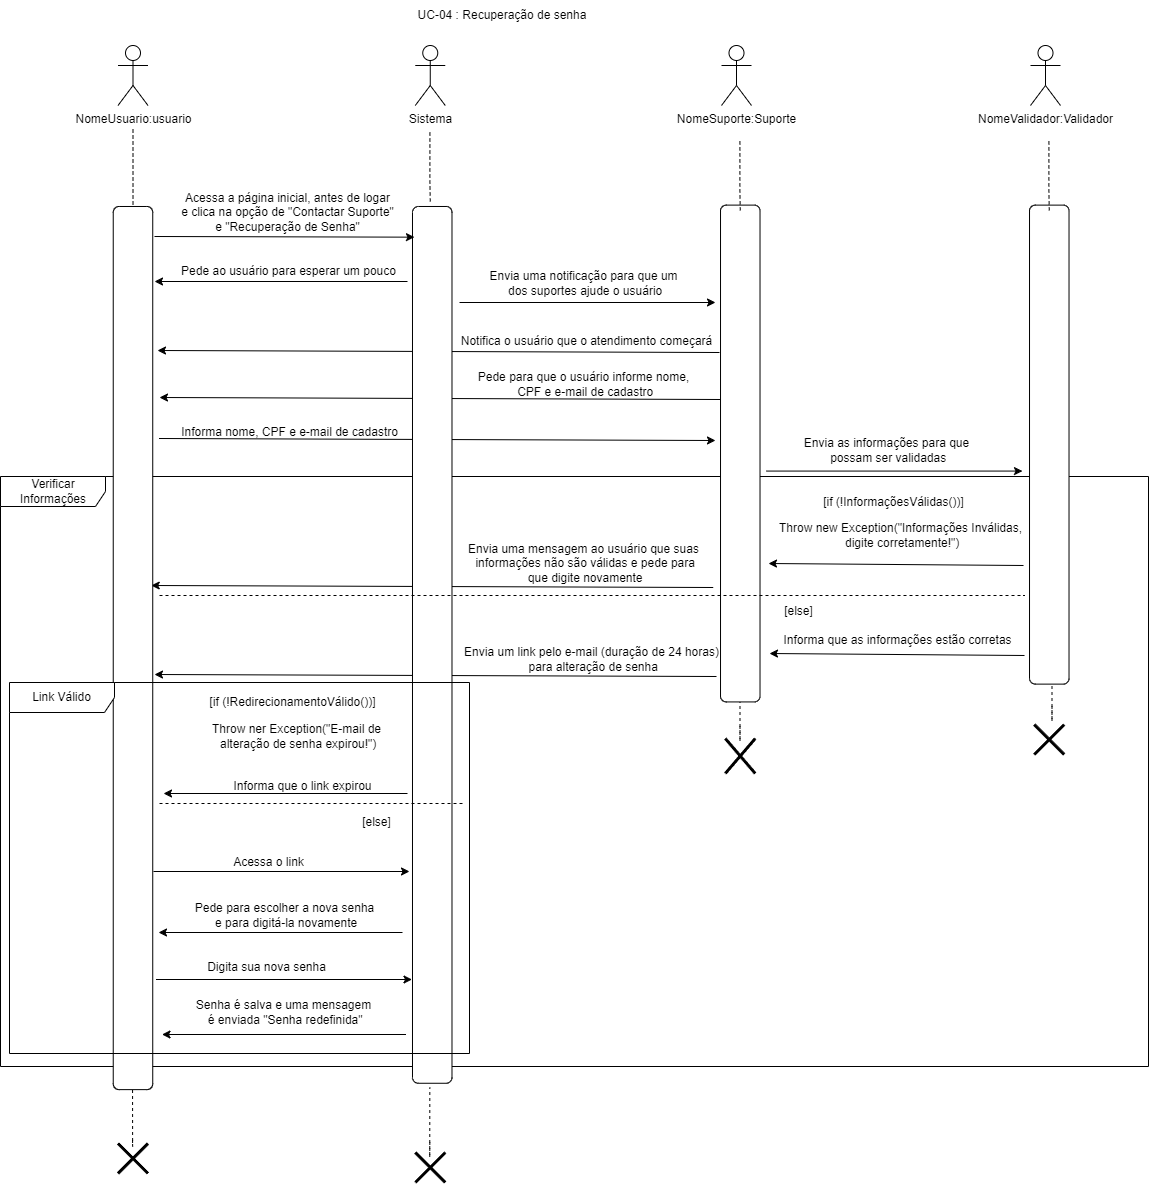 UC-04 : Recuperação de senha
NomeUsuario:usuario
Sistema
NomeSuporte:Suporte
NomeValidador:Validador
Acessa a página inicial, antes de logar
e clica na opção de "Contactar Suporte"
e "Recuperação de Senha"
Pede ao usuário para esperar um pouco
Envia uma notificação para que um
dos suportes ajude o usuário
Notifica o usuário que o atendimento começará
Pede para que o usuário informe nome,
CPF e e-mail de cadastro
Informa nome, CPF e e-mail de cadastro
Envia as informações para que
possam ser validadas
Verificar
Informações
[if (!InformaçõesVálidas())]
Throw new Exception("Informações Inválidas,
digite corretamente!")
Envia uma mensagem ao usuário que suas
informações não são válidas e pede para
que digite novamente
[else]
Informa que as informações estão corretas
Envia um link pelo e-mail (duração de 24 horas)
para alteração de senha
Link Válido
[if (!RedirecionamentoVálido())]
Throw ner Exception("E-mail de
alteração de senha expirou!")
Informa que o link expirou
[else]
Acessa o link
Pede para escolher a nova senha
e para digitá-la novamente
Digita sua nova senha
Senha é salva e uma mensagem
é enviada "Senha redefinida"